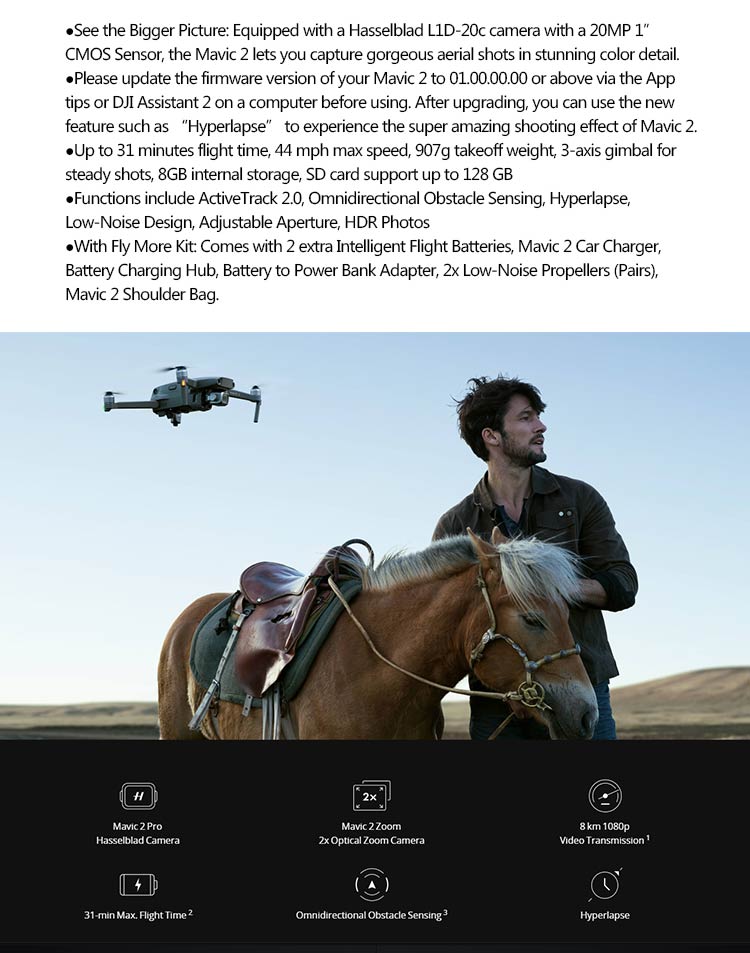 ●See the Bigger Picture: Equipped with a Hasselblad L1D-20c camera with a 20MP 1”
CMOS Sensor, the Mavic 2 lets you capture gorgeous aerial shots in stunning color detail.
●Please update the firmware version of your Mavic 2 to 01.00.00.00 or above via the App
tips or DJI Assistant 2 on a computer before using. After upgrading, you can use the new
feature such as “Hyperlapse” to experience the super amazing shooting effect of Mavic 2.
●Up to 31 minutes flight time, 44 mph max speed, 907g takeoff weight, 3-axis gimbal for
steady shots, 8GB internal storage, SD card support up to 128 GB
●Functions include ActiveTrack 2.0, Omnidirectional Obstacle Sensing, Hyperlapse,
Low-Noise Design, Adjustable Aperture, HDR Photos
●With Fly More Kit: Comes with 2 extra Intelligent Flight Batteries, Mavic 2 Car Charger,
Battery Charging Hub, Battery to Power Bank Adapter, 2x Low-Noise Propellers (Pairs),
Mavic 2 Shoulder Bag.
H
2x
Mavic 2 Pro
Hasselblad Camera
Mavic 2 Zoom
2x Optical Zoom Camera
8 km 1080p
Video Transmission 1
31-min Max. Flight Time 2
Omnidirectional Obstacle Sensing 3
Hyperlapse